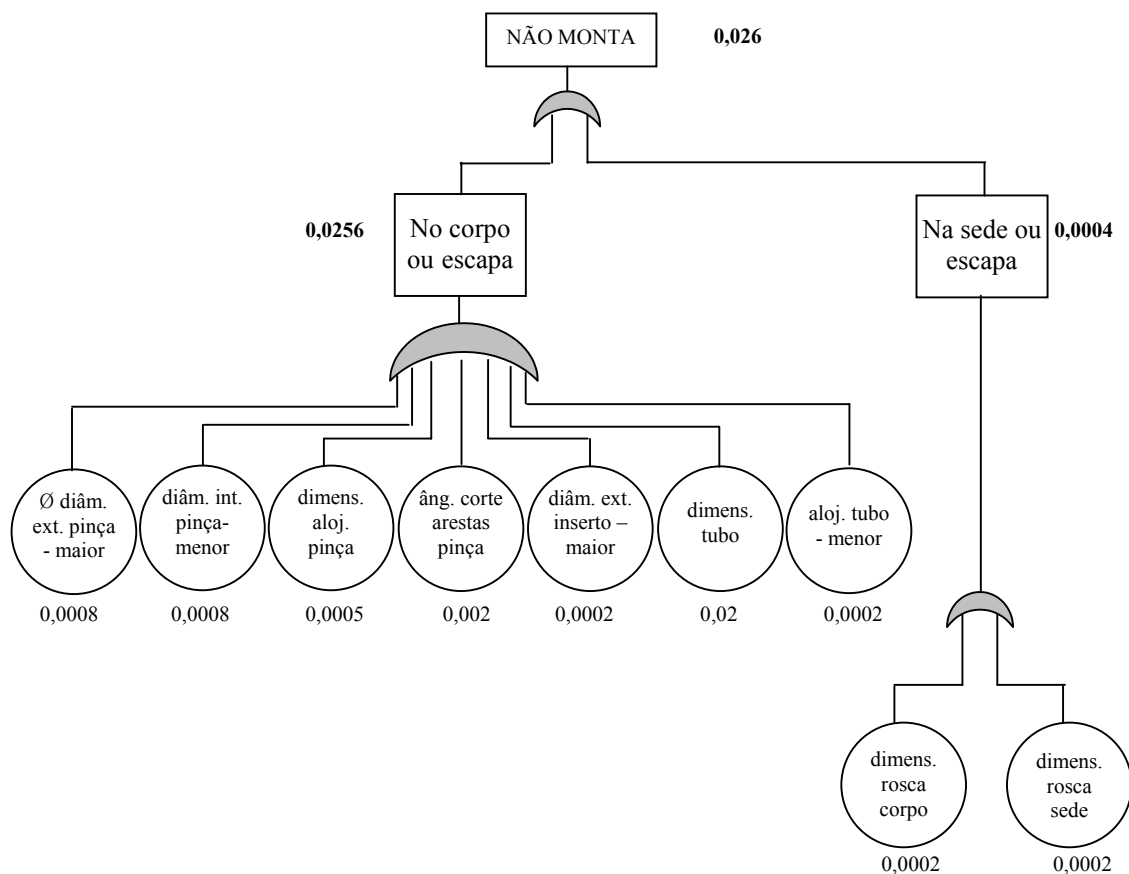 NÃO MONTA
0,026
0,0256
No corpo
ou escapa
Na sede ou
escapa
0,0004
Ø diâm.
ext. pinça
- maior
diâm. int.
pinça-
menor
dimens.
aloj.
pinça
âng. corte
arestas
pinça
diâm. ext.
inserto –
maior
dimens.
tubo
aloj. tubo
- menor
0,0008
0,0008
0,0005
0,002
0,0002
0,02
0,0002
dimens.
rosca
corpo
dimens.
rosca
sede
0,0002
0,0002